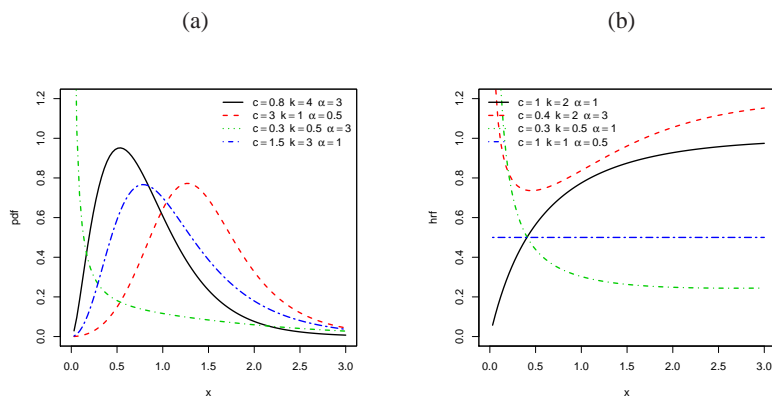 (a)
c = 0.8 k = 4 α = 3
c = 3 k = 1 α = 0.5
c = 0.3 k = 0.5 α = 3
c = 1.5 k = 3 α = 1
pdf
1.2
1.0
0.8
0.6
0.4
0.2
0.0
0.0 0.5 1.0 1.5 2.0 2.5 3.0
x
(b)
c = 1 k = 2 α = 1
c = 0.4 k = 2 α = 3
c = 0.3 k = 0.5 α = 1
c = 1 k = 1 α = 0.5
hrf
1.2
1.0
0.8
0.6
0.4
0.2
0.0
0.0 0.5 1.0 1.5 2.0 2.5 3.0
x